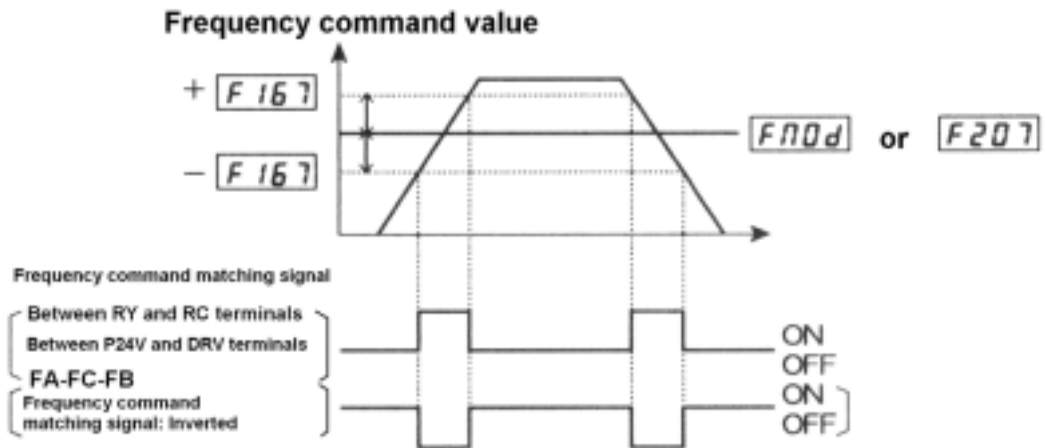 Frequency command value
+ F167
FMOd or F207
− F167
Frequency command matching signal
Between RY and RC terminals
Between P24V and DRV terminals
FA-FC-FB
ON
OFF
Frequency command
matching signal: Inverted
ON
OFF